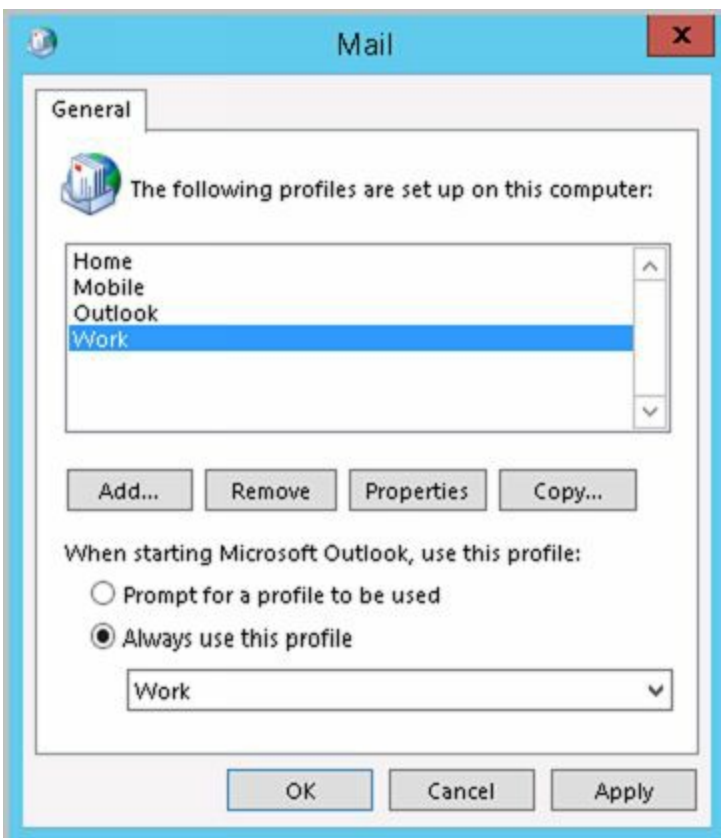 Mail
General
The following profiles are set up on this computer:
Home
Mobile
Outlook
Work
Add... Remove Properties Copy...
When starting Microsoft Outlook, use this profile:
Prompt for a profile to be used
Always use this profile
Work
OK Cancel Apply